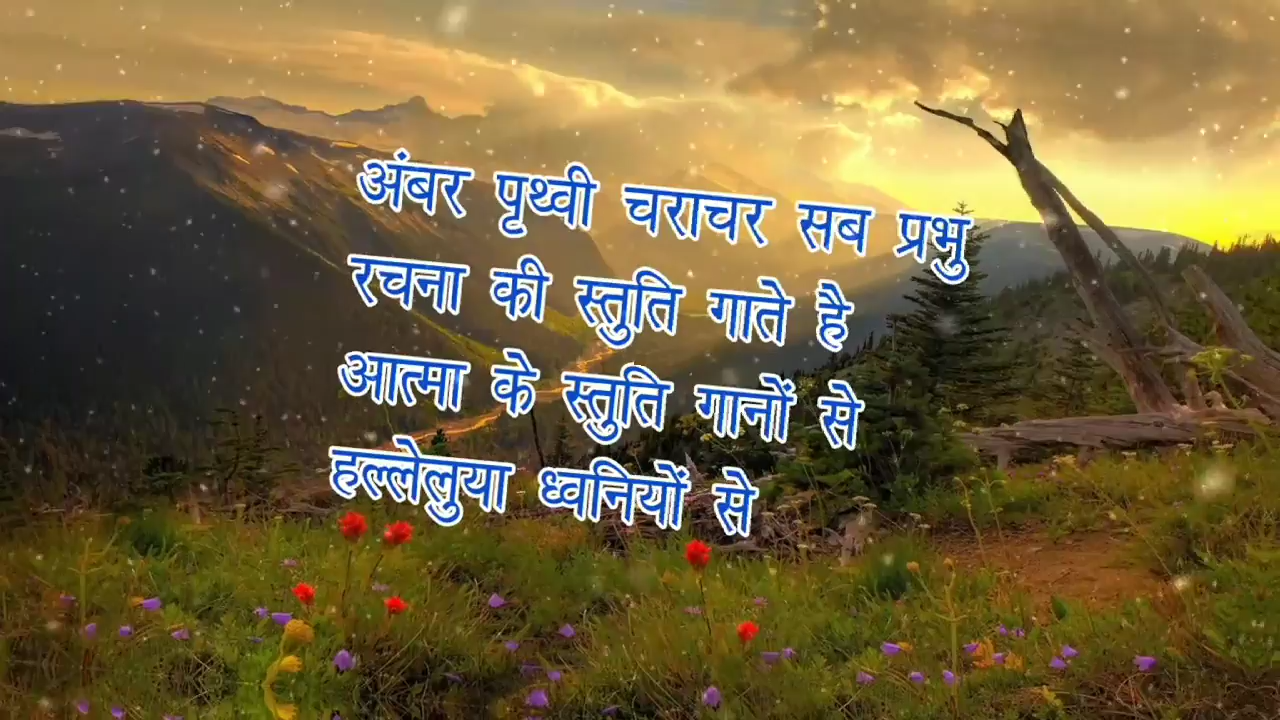 अंबर पृथ्वी चराचर सब प्रभु
रचना की स्तुति गाते है
आत्मा के स्तुति गानों से
हल्लेलुया ध्वनियों से